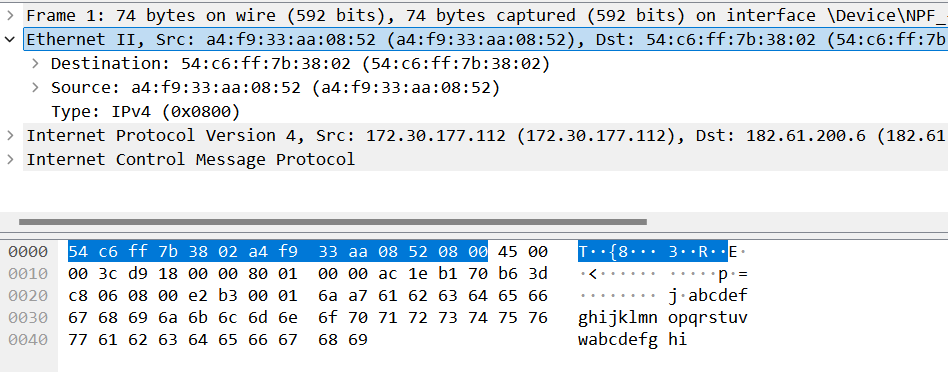 Frame 1: 74 bytes on wire (592 bits), 74 bytes captured (592 bits) on interface \Device\NPF_
Ethernet II, Src: a4:f9:33:aa:08:52 (a4:f9:33:aa:08:52), Dst: 54:c6:ff:7b:38:02 (54:c6:ff:7b
Destination: 54:c6:ff:7b:38:02 (54:c6:ff:7b:38:02)
Source: a4:f9:33:aa:08:52 (a4:f9:33:aa:08:52)
Type: IPv4 (0x0800)
Internet Protocol Version 4, Src: 172.30.177.112 (172.30.177.112), Dst: 182.61.200.6 (182.61
Internet Control Message Protocol
0000 54 c6 ff 7b 38 02 a4 f9 33 aa 08 52 08 00 45 00 T··{8··· 3··R··E·
0010 00 3c d9 18 00 00 80 01 00 00 ac 1e b1 70 b6 3d ·<······ ·····p·=
0020 c8 06 08 00 e2 b3 00 01 6a a7 61 62 63 64 65 66 ········ j·abcdef
0030 67 68 69 6a 6b 6c 6d 6e 6f 70 71 72 73 74 75 76 ghijklmn opqrstuv
0040 77 61 62 63 64 65 66 67 68 69 wabcdefg hi